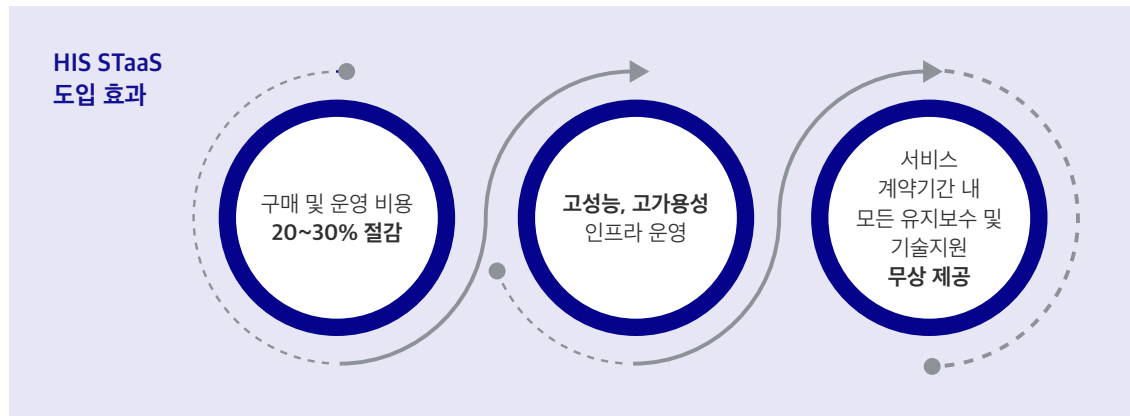 HIS STaaS
도입 효과
구매 및 운영 비용
20~30% 절감
고성능, 고가용성
인프라 운영
서비스
계약기간 내
모든 유지보수 및
기술지원
무상 제공